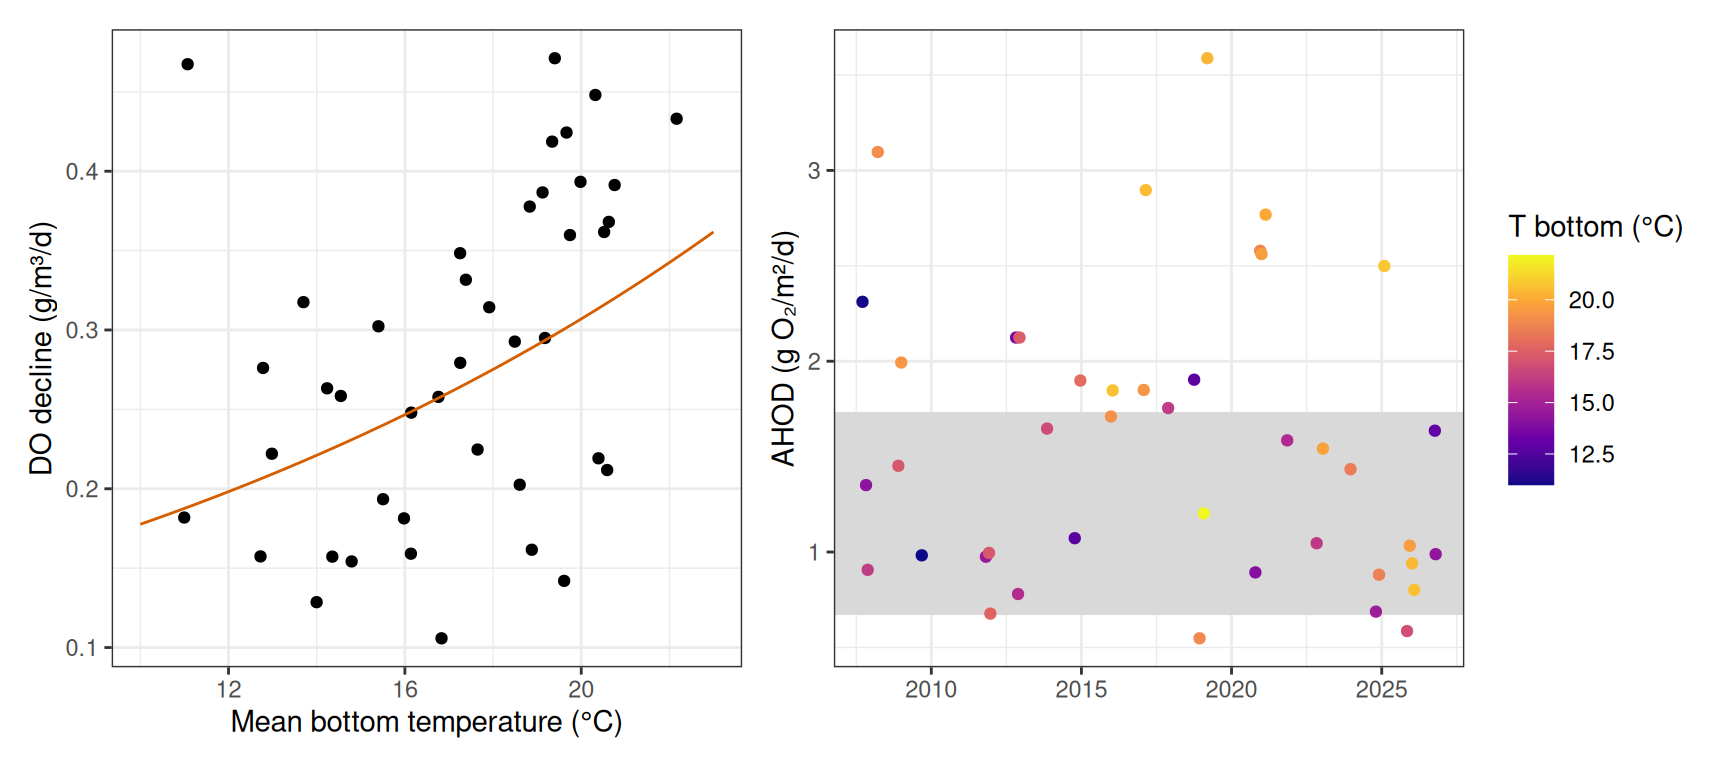 DO decline (g/m³/d)
0.4
0.3
0.2
0.1
12 16 20
Mean bottom temperature (°C)
AHOD (g O₂/m²/d)
3
2
1
2010 2015 2020 2025
T bottom (°C)
20.0
17.5
15.0
12.5